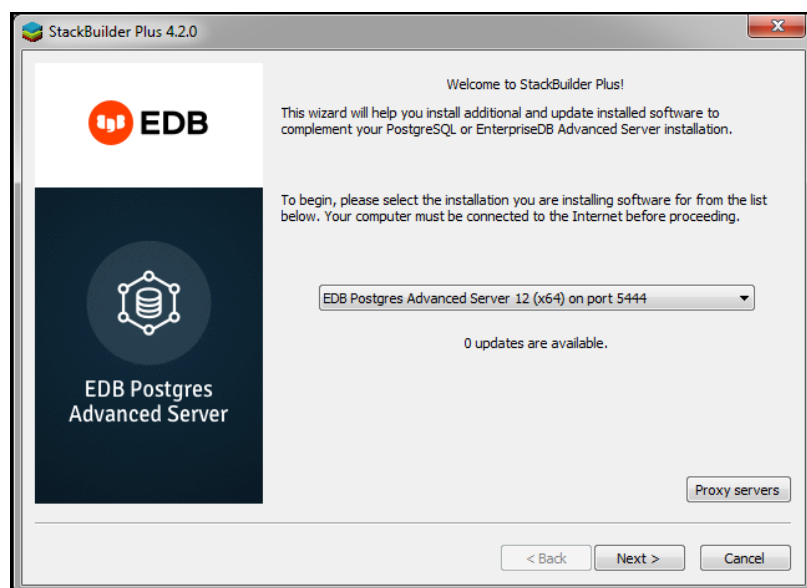 StackBuilder Plus 4.2.0
EDB
EDB Postgres
Advanced Server
Welcome to StackBuilder Plus!
This wizard will help you install additional and update installed software to
complement your PostgreSQL or EnterpriseDB Advanced Server installation.
To begin, please select the installation you are installing software for from the list
below. Your computer must be connected to the Internet before proceeding.
EDB Postgres Advanced Server 12 (x64) on port 5444
0 updates are available.
Proxy servers
< Back
Next >
Cancel